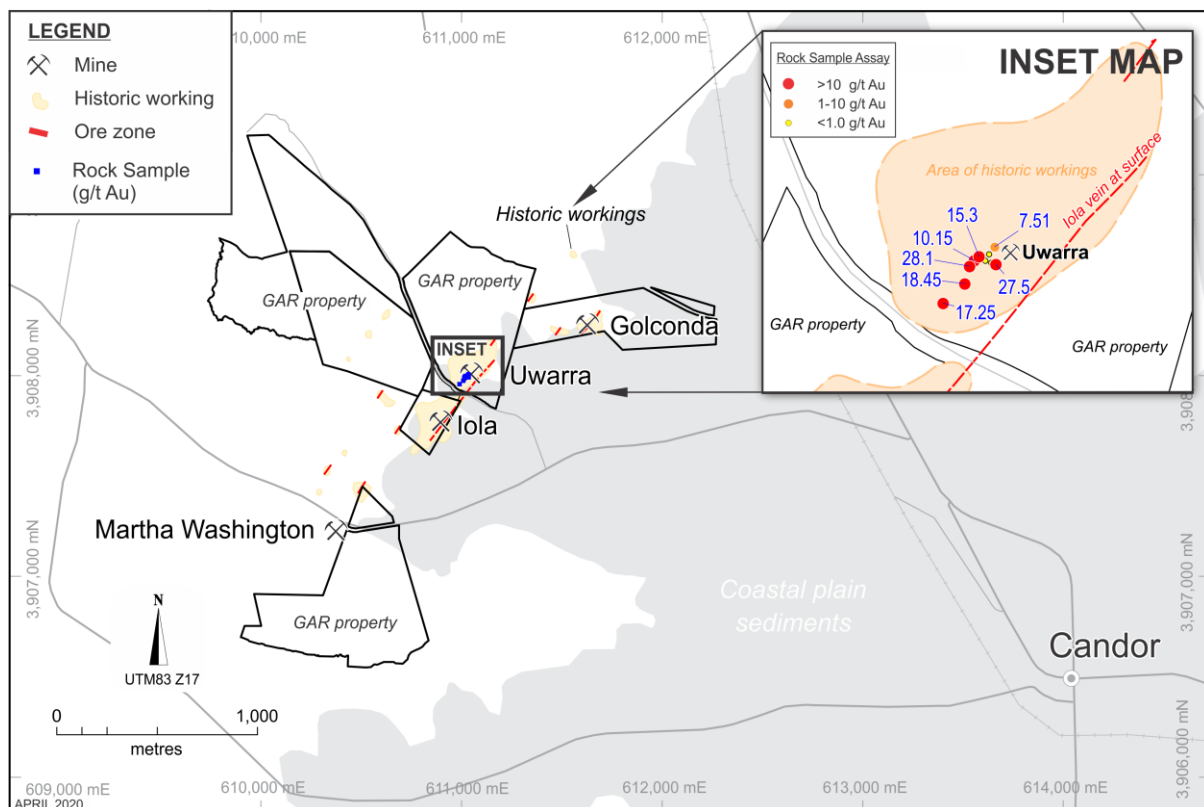 LEGEND
Mine
Historic working
Ore zone
Rock Sample
(g/t Au)
10,000 mE
611,000 mE
612,000 mE
INSET MAP
Rock Sample Assay
>10 g/t Au
1-10 g/t Au
<1.0 g/t Au
Area of historic workings
Iola vein at surface
15.3
7.51
10.15
28.1
Uwarra
18.45
27.5
17.25
GAR property
GAR property
Historic workings
GAR property
GAR property
Golconda
INSET
Uwarra
Iola
3,908,000 mN
3,908
Martha Washington
3,907,000 mN
3,907,000 mN
Coastal plain
sediments
GAR property
Candor
N
UTM83 Z17
0
1,000
metres
3,906,000 mN
609,000 mE
610,000 mE
611,000 mE
612,000 mE
613,000 mE
614,000 mE
APRIL 2020